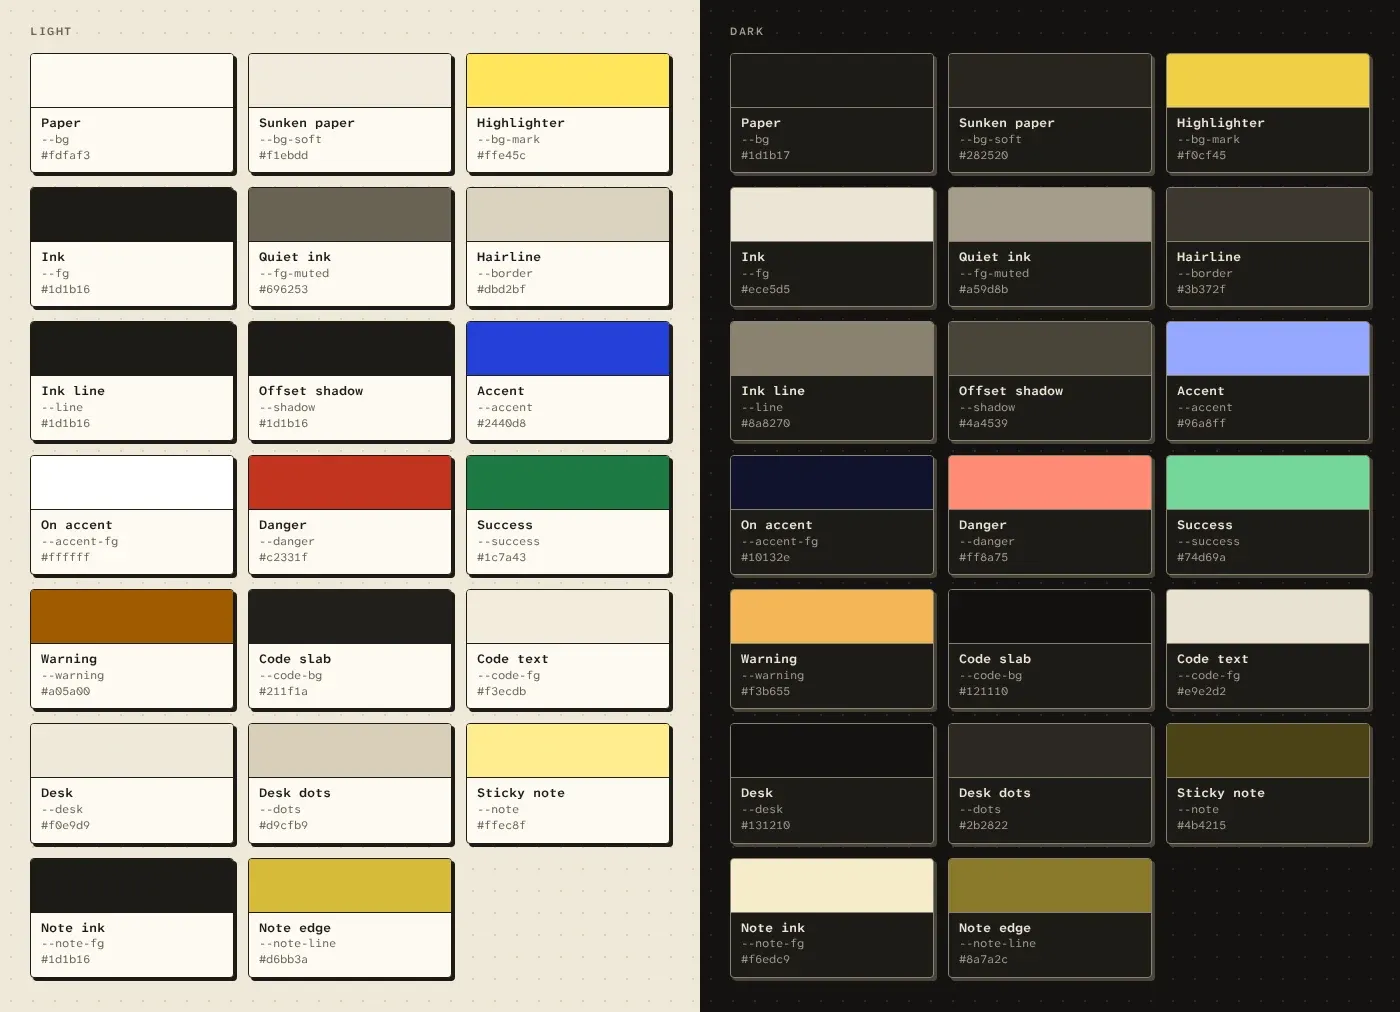 LIGHT
Paper
--bg
#fdfaf3
Sunken paper
--bg-soft
#f1ebdd
Highlighter
--bg-mark
#ffe45c
Ink
--fg
#1d1b16
Quiet ink
--fg-muted
#696253
Hairline
--border
#dbd2bf
Ink line
--line
#1d1b16
Offset shadow
--shadow
#1d1b16
Accent
--accent
#2440d8
On accent
--accent-fg
#ffffff
Danger
--danger
#c2331f
Success
--success
#1c7a43
Warning
--warning
#a05a00
Code slab
--code-bg
#211f1a
Code text
--code-fg
#f3ecdb
Desk
--desk
#f0e9d9
Desk dots
--dots
#d9cfb9
Sticky note
--note
#ffec8f
Note ink
--note-fg
#1d1b16
Note edge
--note-line
#d6bb3a
DARK
Paper
--bg
#1d1b17
Sunken paper
--bg-soft
#282520
Highlighter
--bg-mark
#f0cf45
Ink
--fg
#ece5d5
Quiet ink
--fg-muted
#a59d8b
Hairline
--border
#3b372f
Ink line
--line
#8a8270
Offset shadow
--shadow
#4a4539
Accent
--accent
#96a8ff
On accent
--accent-fg
#10132e
Danger
--danger
#ff8a75
Success
--success
#74d69a
Warning
--warning
#f3b655
Code slab
--code-bg
#121110
Code text
--code-fg
#e9e2d2
Desk
--desk
#131210
Desk dots
--dots
#2b2822
Sticky note
--note
#4b4215
Note ink
--note-fg
#f6edc9
Note edge
--note-line
#8a7a2c